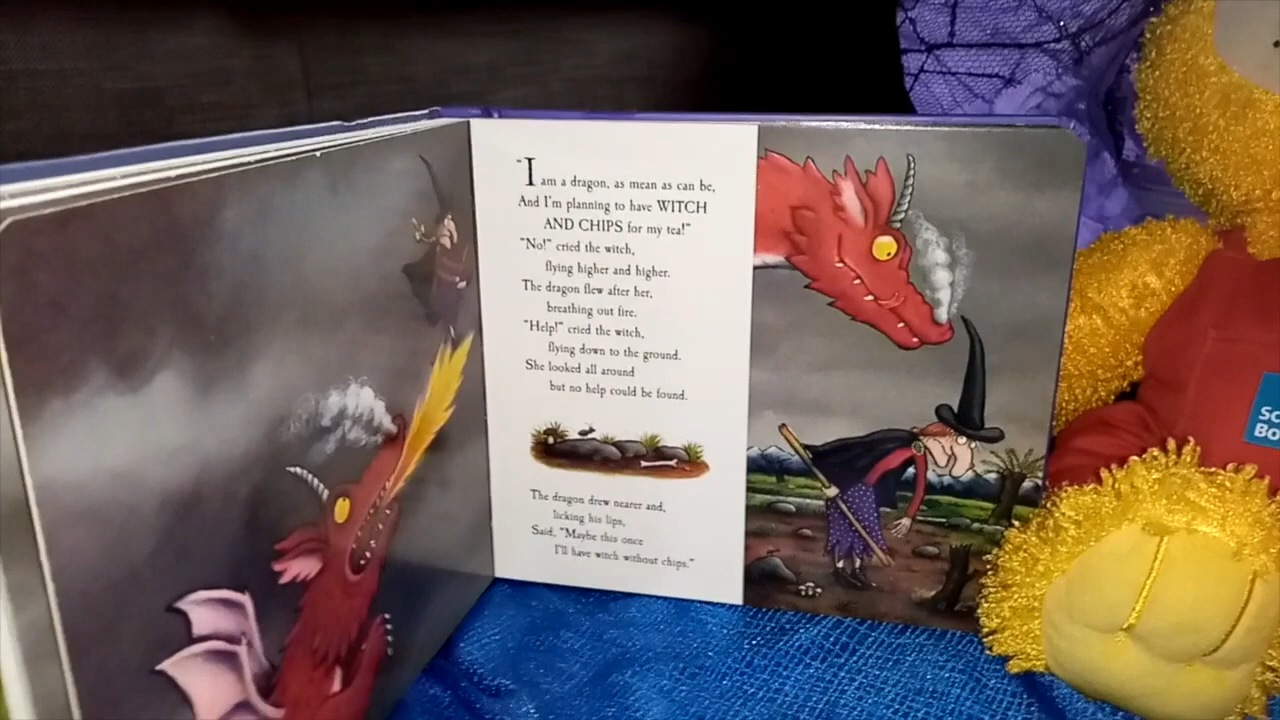 "I am a dragon, as mean as can be,
And I'm planning to have WITCH
AND CHIPS for my tea!"
"No!" cried the witch,
flying higher and higher.
The dragon flew after her,
breathing out fire.
"Help!" cried the witch,
flying down to the ground.
She looked all around
but no help could be found.
The dragon drew nearer and,
licking his lips,
Said, "Maybe this once
I'll have witch without chips."